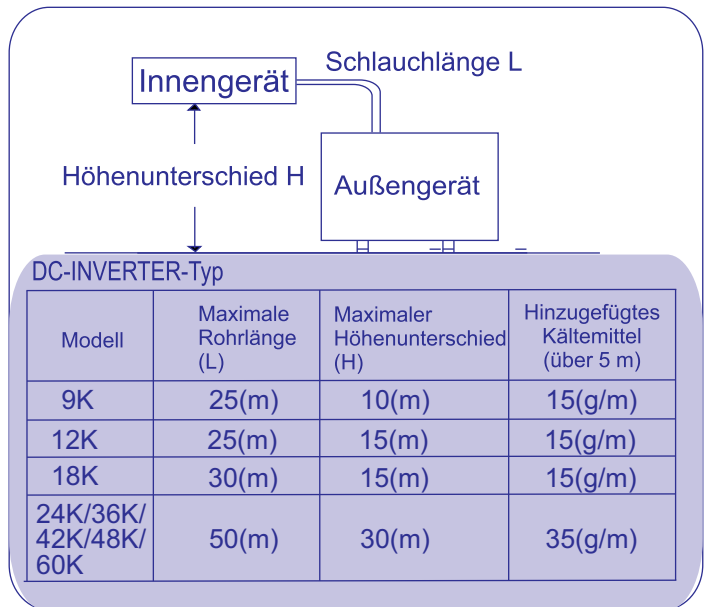 Schlauchlänge L
Innengerät
Höhenunterschied H
Außengerät
DC-INVERTER-Typ
Modell
Maximale
Rohrlänge
(L)
Maximaler
Höhenunterschied
(H)
Hinzugefügtes
Kältemittel
(über 5 m)
9K 25(m) 10(m) 15(g/m)
12K 25(m) 15(m) 15(g/m)
18K 30(m) 15(m) 15(g/m)
24K/36K/
42K/48K/
60K
50(m) 30(m) 35(g/m)